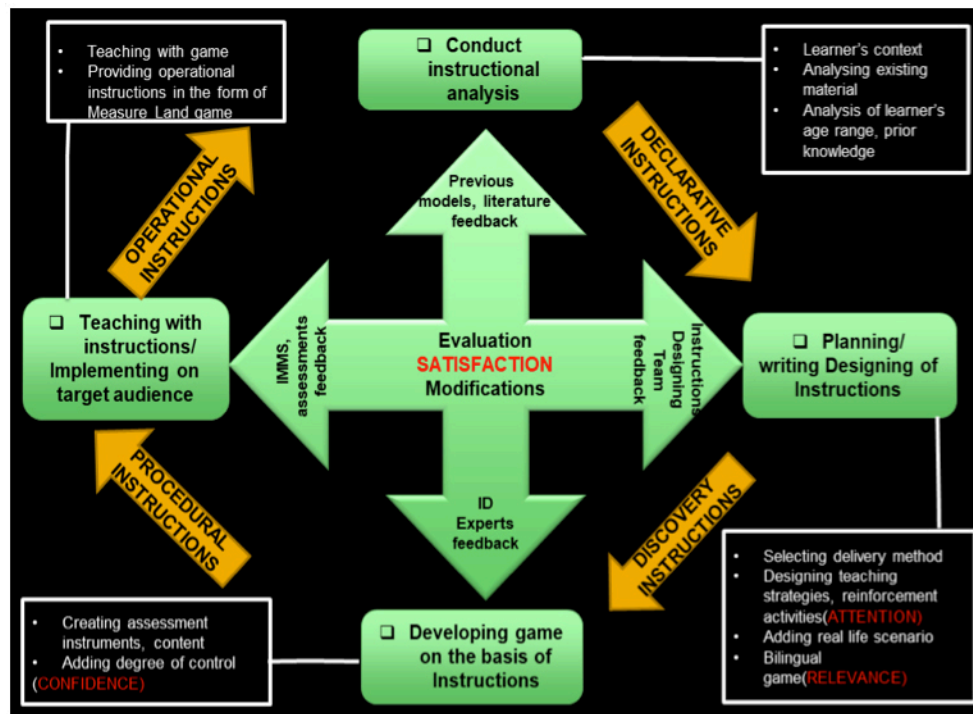 • Teaching with game
• Providing operational
instructions in the form of
Measure Land game
❑ Conduct
instructional
analysis
• Learner's context
• Analysing existing
material
• Analysis of learner's
age range, prior
knowledge
OPERATIONAL
INSTRUCTIONS
DECLARATIVE
INSTRUCTIONS
Previous
models, literature
feedback
❑ Teaching with
instructions/
Implementing on
target audience
IMMS,
assessments
feedback
Evaluation
SATISFACTION
Modifications
Instructions
Designing
Team
feedback
❑ Planning/
writing Designing of
Instructions
PROCEDURAL
INSTRUCTIONS
ID
Experts
feedback
DISCOVERY
INSTRUCTIONS
• Creating assessment
instruments, content
• Adding degree of control
(CONFIDENCE)
❑ Developing game
on the basis of
Instructions
• Selecting delivery method
• Designing teaching
strategies, reinforcement
activities(ATTENTION)
• Adding real life scenario
• Bilingual
game(RELEVANCE)